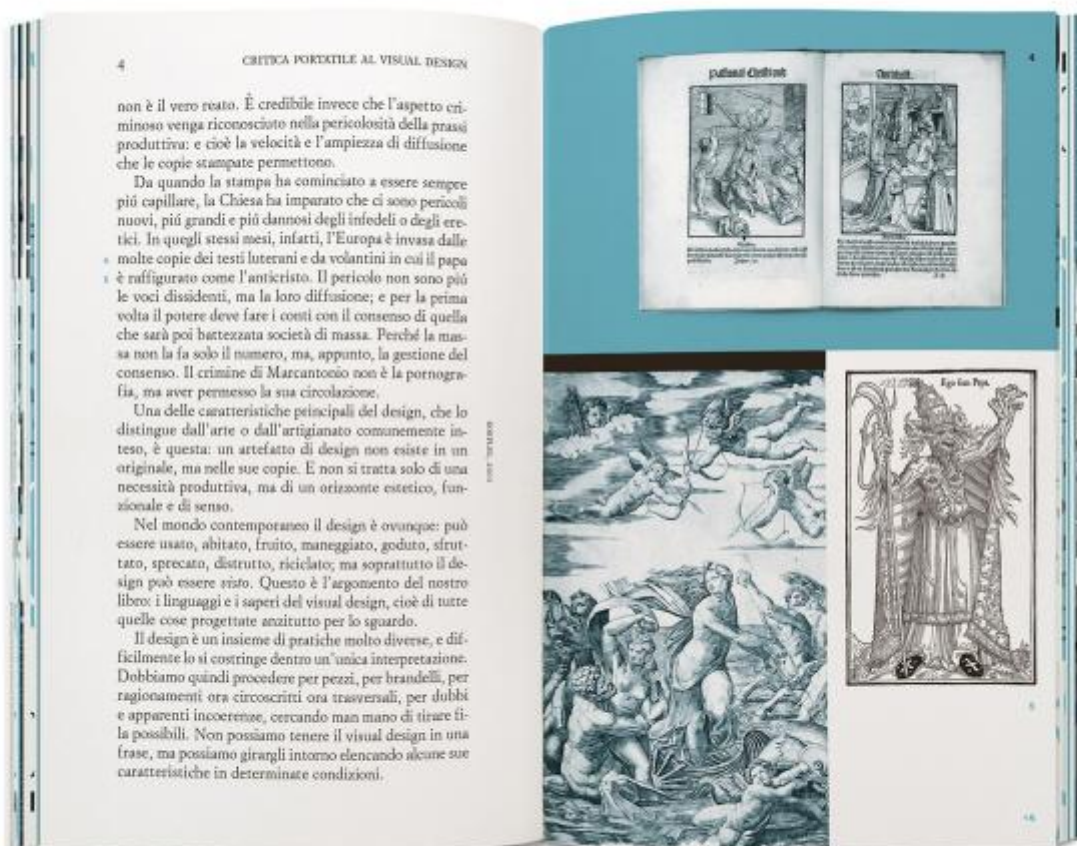 4
CRITICA PORTATILE AL VISUAL DESIGN
non è il vero reato. È credibile invece che l'aspetto cri-
minoso venga riconosciuto nella pericolosità della prassi
produttiva: e cioè la velocità e l'ampiezza di diffusione
che le copie stampate permettono.
Da quando la stampa ha cominciato a essere sempre
piú capillare, la Chiesa ha imparato che ci sono pericoli
nuovi, piú grandi e piú dannosi degli infedeli o degli ere-
tici. In quegli stessi mesi, infatti, l'Europa è invasa dalle
molte copie dei testi luterani e da volantini in cui il papa
è raffigurato come l'anticristo. Il pericolo non sono piú
le voci dissidenti, ma la loro diffusione; e per la prima
volta il potere deve fare i conti con il consenso di quella
che sarà poi battezzata società di massa. Perché la mas-
sa non la fa solo il numero, ma, appunto, la gestione del
consenso. Il crimine di Marcantonio non è la pornogra-
fia, ma aver permesso la sua circolazione.
Una delle caratteristiche principali del design, che lo
distingue dall'arte o dall'artigianato comunemente in-
teso, è questa: un artefatto di design non esiste in un
originale, ma nelle sue copie. E non si tratta solo di una
necessità produttiva, ma di un orizzonte estetico, fun-
zionale e di senso.
Nel mondo contemporaneo il design è ovunque: può
essere usato, abitato, fruito, maneggiato, goduto, sfrut-
tato, sprecato, distrutto, riciclato; ma soprattutto il de-
sign può essere visto. Questo è l'argomento del nostro
libro: i linguaggi e i saperi del visual design, cioè di tutte
quelle cose progettate anzitutto per lo sguardo.
Il design è un insieme di pratiche molto diverse, e dif-
ficilmente lo si costringe dentro un'unica interpretazione.
Dobbiamo quindi procedere per pezzi, per brandelli, per
ragionamenti ora circoscritti ora trasversali, per dubbi
e apparenti incoerenze, cercando man mano di tirare fi-
la possibili. Non possiamo tenere il visual design in una
frase, ma possiamo girargli intorno elencando alcune sue
caratteristiche in determinate condizioni.
4
Passional Christi und
Ego sum Papa.
5